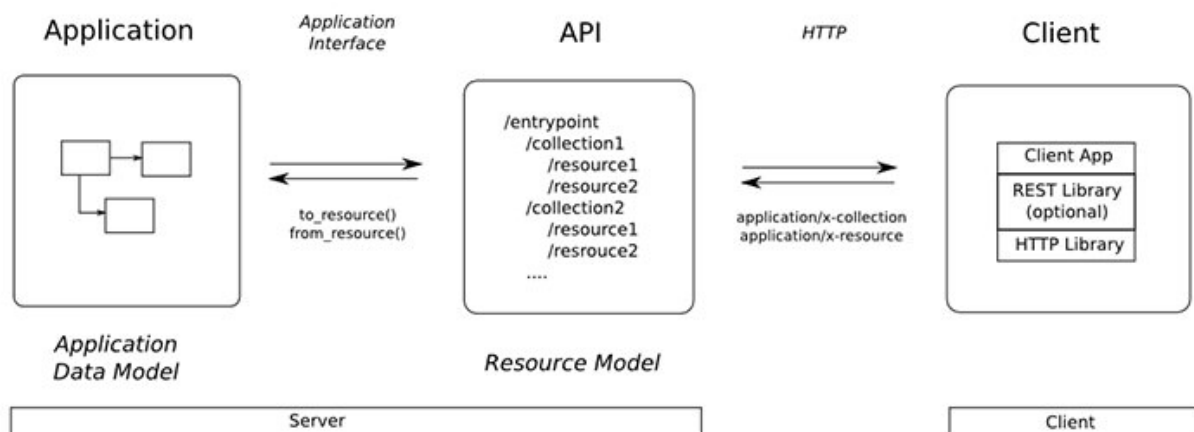 Application
Application
Interface
API
HTTP
Client
/entrypoint
/collection1
/resource1
/resource2
/collection2
/resource1
/resrouce2
....
to_resource()
from_resource()
application/x-collection
application/x-resource
Client App
REST Library
(optional)
HTTP Library
Application
Data Model
Resource Model
Server
Client